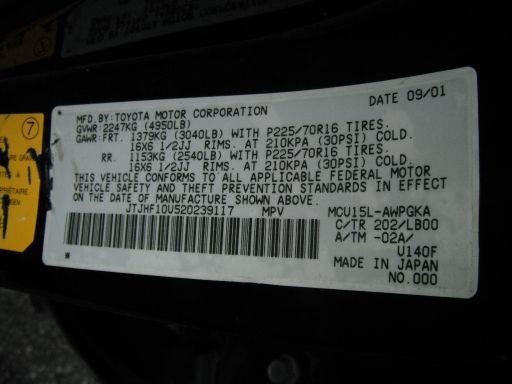 MFD.BY:TOYOTA MOTOR CORPORATION DATE 09/01
GVWR:2247KG (4950LB)
GAWR:FRT. 1379KG (3040LB) WITH P225/70R16 TIRES.
16X6 1/2JJ RIMS. AT 210KPA (30PSI) COLD.
RR. 1153KG (2540LB) WITH P225/70R16 TIRES.
16X6 1/2JJ RIMS. AT 210KPA (30PSI) COLD.
THIS VEHICLE CONFORMS TO ALL APPLICABLE FEDERAL MOTOR
VEHICLE SAFETY AND THEFT PREVENTION STANDARDS IN EFFECT
ON THE DATE OF MANUFACTURE SHOWN ABOVE.
JTJHF10U520239117 MPV MCU15L-AWPGKA
C/TR 202/LB00
A/TM -02A/
U140F
MADE IN JAPAN
NO.000
7